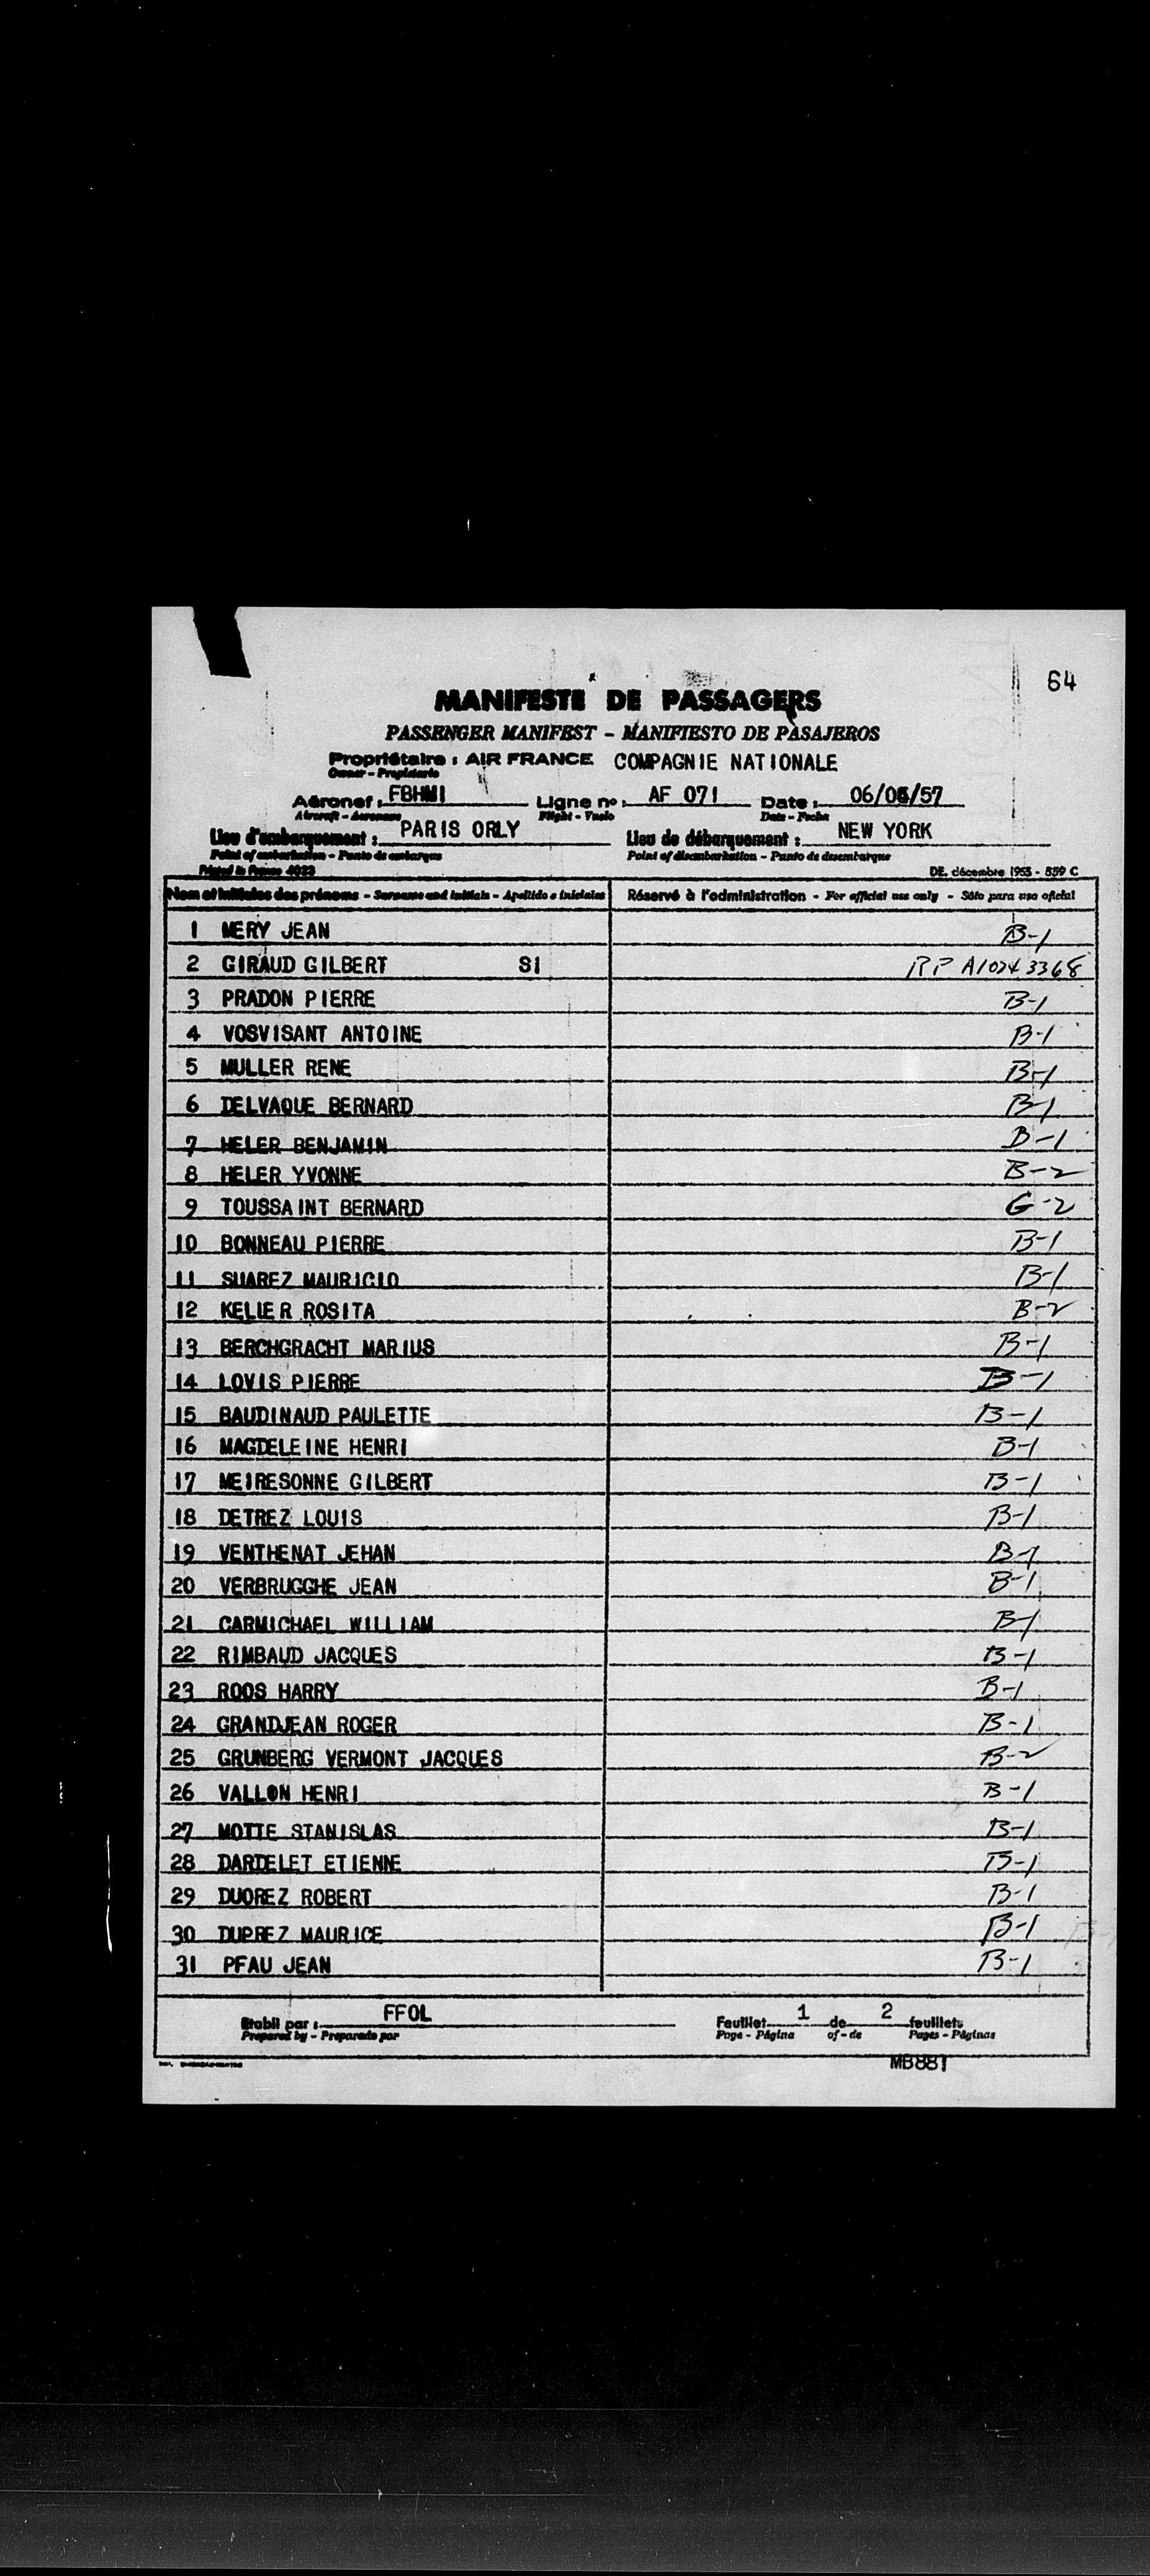 64
MANIFESTE DE PASSAGERS
PASSENGER MANIFEST - MANIFIESTO DE PASAJEROS
Propriétaire : AIR FRANCE COMPAGNIE NATIONALE
Owner - Propietario
Aéronef : FBHMI Ligne no : AF 071 Date : 06/05/57
Aircraft - Aeronave Flight - Vuelo Date - Fecha
Lieu d'embarquement : PARIS ORLY Lieu de débarquement : NEW YORK
Point of embarkation - Punto de embarque Point of disembarkation - Punto de desembarque
Printed in France 4023 DE. décembre 1953 - 559 C
Nom et initiales des prénoms - Surname and initials - Apellido e iniciales Réservé à l'administration - For official use only - Sólo para uso oficial
1 MERY JEAN B-1
2 GIRAUD GILBERT SI RP A10743368
3 PRADON PIERRE B-1
4 VOSVISANT ANTOINE B-1
5 MULLER RENE B-1
6 DELVAQUE BERNARD B-1
7 HELER BENJAMIN B-1
8 HELER YVONNE B-2
9 TOUSSAINT BERNARD G-2
10 BONNEAU PIERRE B-1
11 SUAREZ MAURICIO B-1
12 KELLER ROSITA B-2
13 BERCHGRACHT MARIUS B-1
14 LOVIS PIERRE B-1
15 BAUDINAUD PAULETTE B-1
16 MAGDELEINE HENRI B-1
17 MEIRESONNE GILBERT B-1
18 DETREZ LOUIS B-1
19 VENTHENAT JEHAN B-1
20 VERBRUGGHE JEAN B-1
21 CARMICHAEL WILLIAM B-1
22 RIMBAUD JACQUES B-1
23 ROOS HARRY B-1
24 GRANDJEAN ROGER B-1
25 GRUNBERG VERMONT JACQUES B-2
26 VALLON HENRI B-1
27 MOTTE STANISLAS B-1
28 DARDELET ETIENNE B-1
29 DUOREZ ROBERT B-1
30 DUPREZ MAURICE B-1
31 PFAU JEAN B-1
Etabli par : FFOL Feuillet 1 de 2 feuillets
Prepared by - Preparado por Page - Página of - de Pages - Páginas
MB881